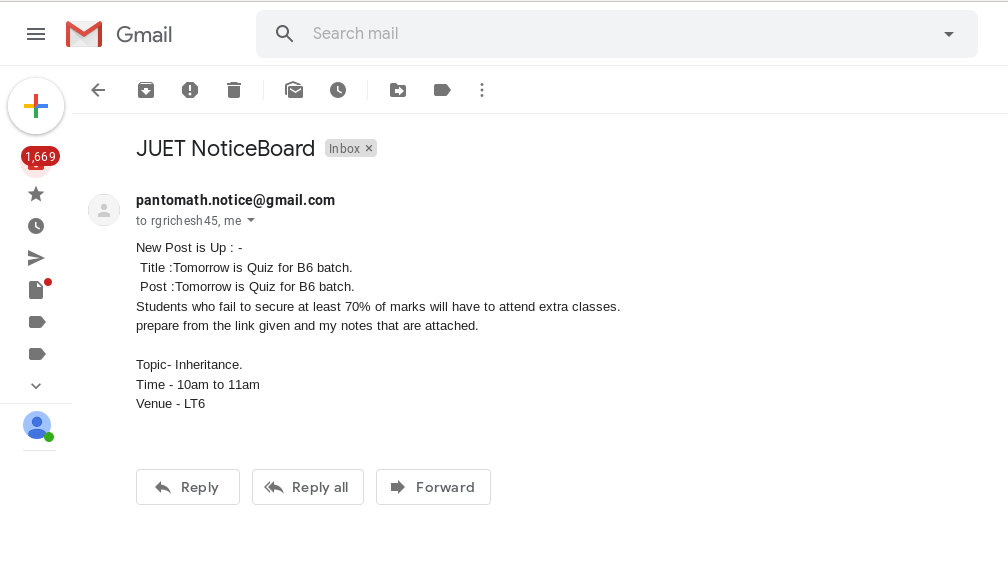 Gmail
Search mail
JUET NoticeBoard Inbox ×
1,669
pantomath.notice@gmail.com
to rgrichesh45, me
New Post is Up : -
Title :Tomorrow is Quiz for B6 batch.
Post :Tomorrow is Quiz for B6 batch.
Students who fail to secure at least 70% of marks will have to attend extra classes.
prepare from the link given and my notes that are attached.
Topic- Inheritance.
Time - 10am to 11am
Venue - LT6
Reply Reply all Forward